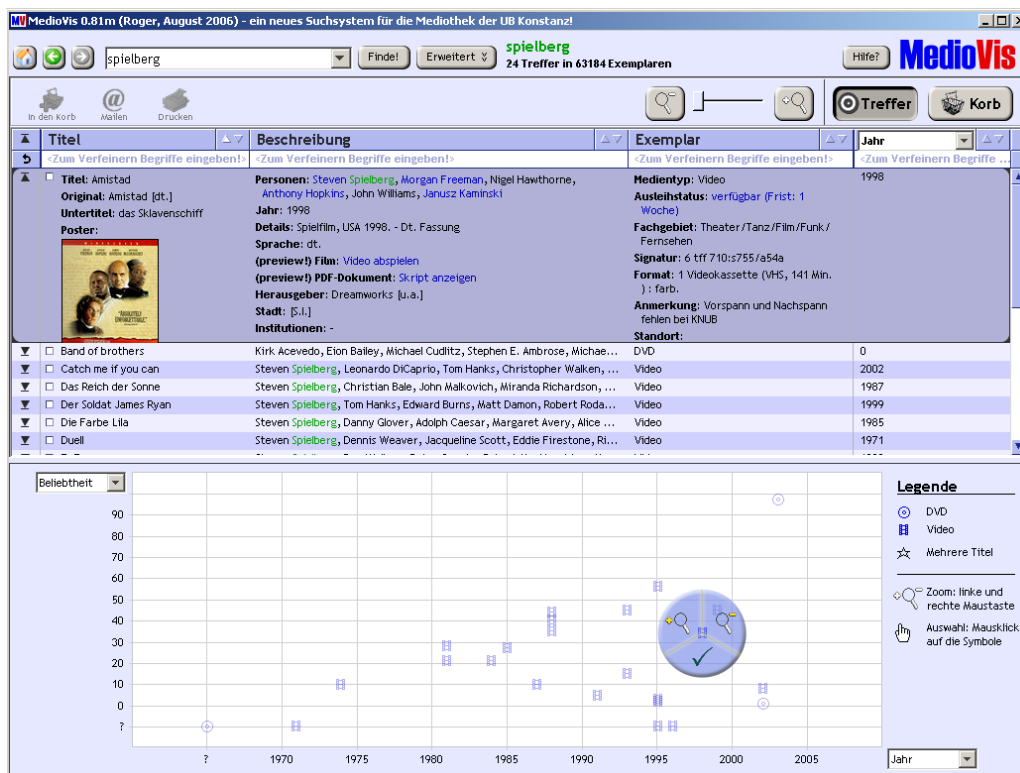 MV MedioVis 0.81m (Roger, August 2006) - ein neues Suchsystem für die Mediothek der UB Konstanz!
spielberg
Finde!
Erweitert
spielberg
24 Treffer in 63184 Exemplaren
Hilfe?
MedioVis
In den Korb
Mailen
Drucken
Treffer
Korb
Titel
Beschreibung
Exemplar
Jahr
<Zum Verfeinern Begriffe eingeben!>
<Zum Verfeinern Begriffe eingeben!>
<Zum Verfeinern Begriffe eingeben!>
<Zum Verfeinern Begriffe ...
Titel: Amistad
Original: Amistad [dt.]
Untertitel: das Sklavenschiff
Poster:
"ABSOLUTELY
UNFORGETTABLE."
Personen: Steven Spielberg, Morgan Freeman, Nigel Hawthorne,
Anthony Hopkins, John Williams, Janusz Kaminski
Jahr: 1998
Details: Spielfilm, USA 1998. - Dt. Fassung
Sprache: dt.
(preview!) Film: Video abspielen
(preview!) PDF-Dokument: Skript anzeigen
Herausgeber: Dreamworks [u.a.]
Stadt: [S.l.]
Institutionen: -
Medientyp: Video
Ausleihstatus: verfügbar (Frist: 1
Woche)
Fachgebiet: Theater/Tanz/Film/Funk/
Fernsehen
Signatur: 6 tff 710:s755/a54a
Format: 1 Videokassette (VHS, 141 Min.
) : farb.
Anmerkung: Vorspann und Nachspann
fehlen bei KNUB
Standort:
1998
Band of brothers Kirk Acevedo, Eion Bailey, Michael Cudlitz, Stephen E. Ambrose, Michae... DVD 0
Catch me if you can Steven Spielberg, Leonardo DiCaprio, Tom Hanks, Christopher Walken, ... Video 2002
Das Reich der Sonne Steven Spielberg, Christian Bale, John Malkovich, Miranda Richardson, ... Video 1987
Der Soldat James Ryan Steven Spielberg, Tom Hanks, Edward Burns, Matt Damon, Robert Roda... Video 1999
Die Farbe Lila Steven Spielberg, Danny Glover, Adolph Caesar, Margaret Avery, Alice ... Video 1985
Duell Steven Spielberg, Dennis Weaver, Jacqueline Scott, Eddie Firestone, Ri... Video 1971
Beliebtheit
90
80
70
60
50
40
30
20
10
0
?
? 1970 1975 1980 1985 1990 1995 2000 2005
Jahr
Legende
DVD
Video
Mehrere Titel
Zoom: linke und
rechte Maustaste
Auswahl: Mausklick
auf die Symbole